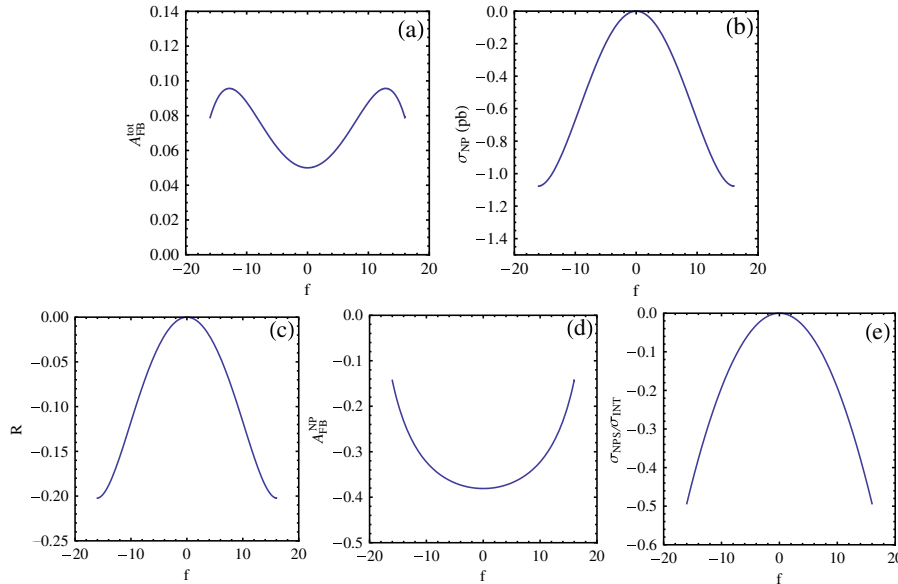 (a)
0.14
0.12
0.10
0.08
0.06
0.04
0.02
0.00
A_FB^tot
−20 −10 0 10 20
f
(b)
0.0
−0.2
−0.4
−0.6
−0.8
−1.0
−1.2
−1.4
σ_NP (pb)
−20 −10 0 10 20
f
(c)
0.00
−0.05
−0.10
−0.15
−0.20
−0.25
R
−20 −10 0 10 20
f
(d)
0.0
−0.1
−0.2
−0.3
−0.4
−0.5
A_FB^NP
−20 −10 0 10 20
f
(e)
0.0
−0.1
−0.2
−0.3
−0.4
−0.5
−0.6
σ_NPS/σ_INT
−20 −10 0 10 20
f